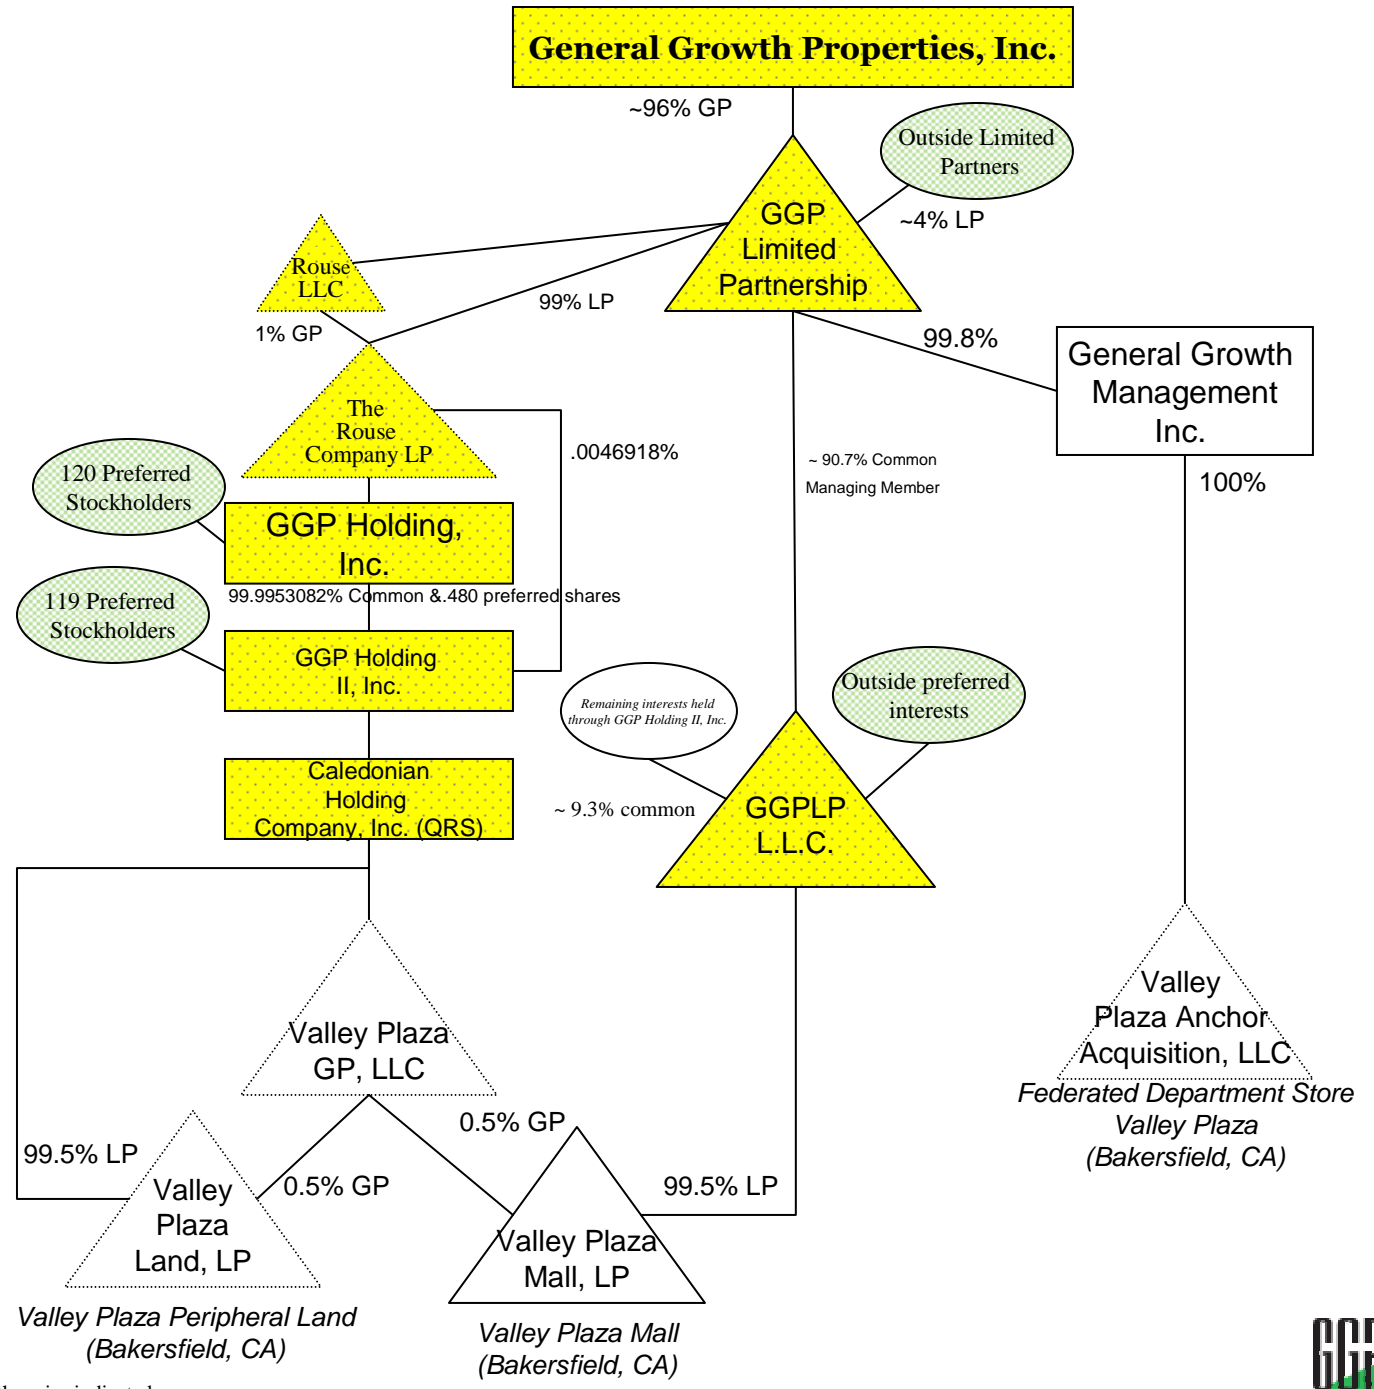 General Growth Properties, Inc.
~96% GP
Outside Limited
Partners
~4% LP
GGP
Limited
Partnership
Rouse
LLC
1% GP
99% LP
99.8%
General Growth
Management
Inc.
100%
The
Rouse
Company LP
.0046918%
~ 90.7% Common
Managing Member
120 Preferred
Stockholders
GGP Holding,
Inc.
99.9953082% Common &.480 preferred shares
119 Preferred
Stockholders
GGP Holding
II, Inc.
Remaining interests held
through GGP Holding II, Inc.
Outside preferred
interests
~ 9.3% common
GGPLP
L.L.C.
Caledonian
Holding
Company, Inc. (QRS)
Valley Plaza
GP, LLC
Valley
Plaza Anchor
Acquisition, LLC
Federated Department Store
Valley Plaza
(Bakersfield, CA)
99.5% LP
0.5% GP
0.5% GP
99.5% LP
Valley
Plaza
Land, LP
Valley Plaza Peripheral Land
(Bakersfield, CA)
Valley Plaza
Mall, LP
Valley Plaza Mall
(Bakersfield, CA)
GGP